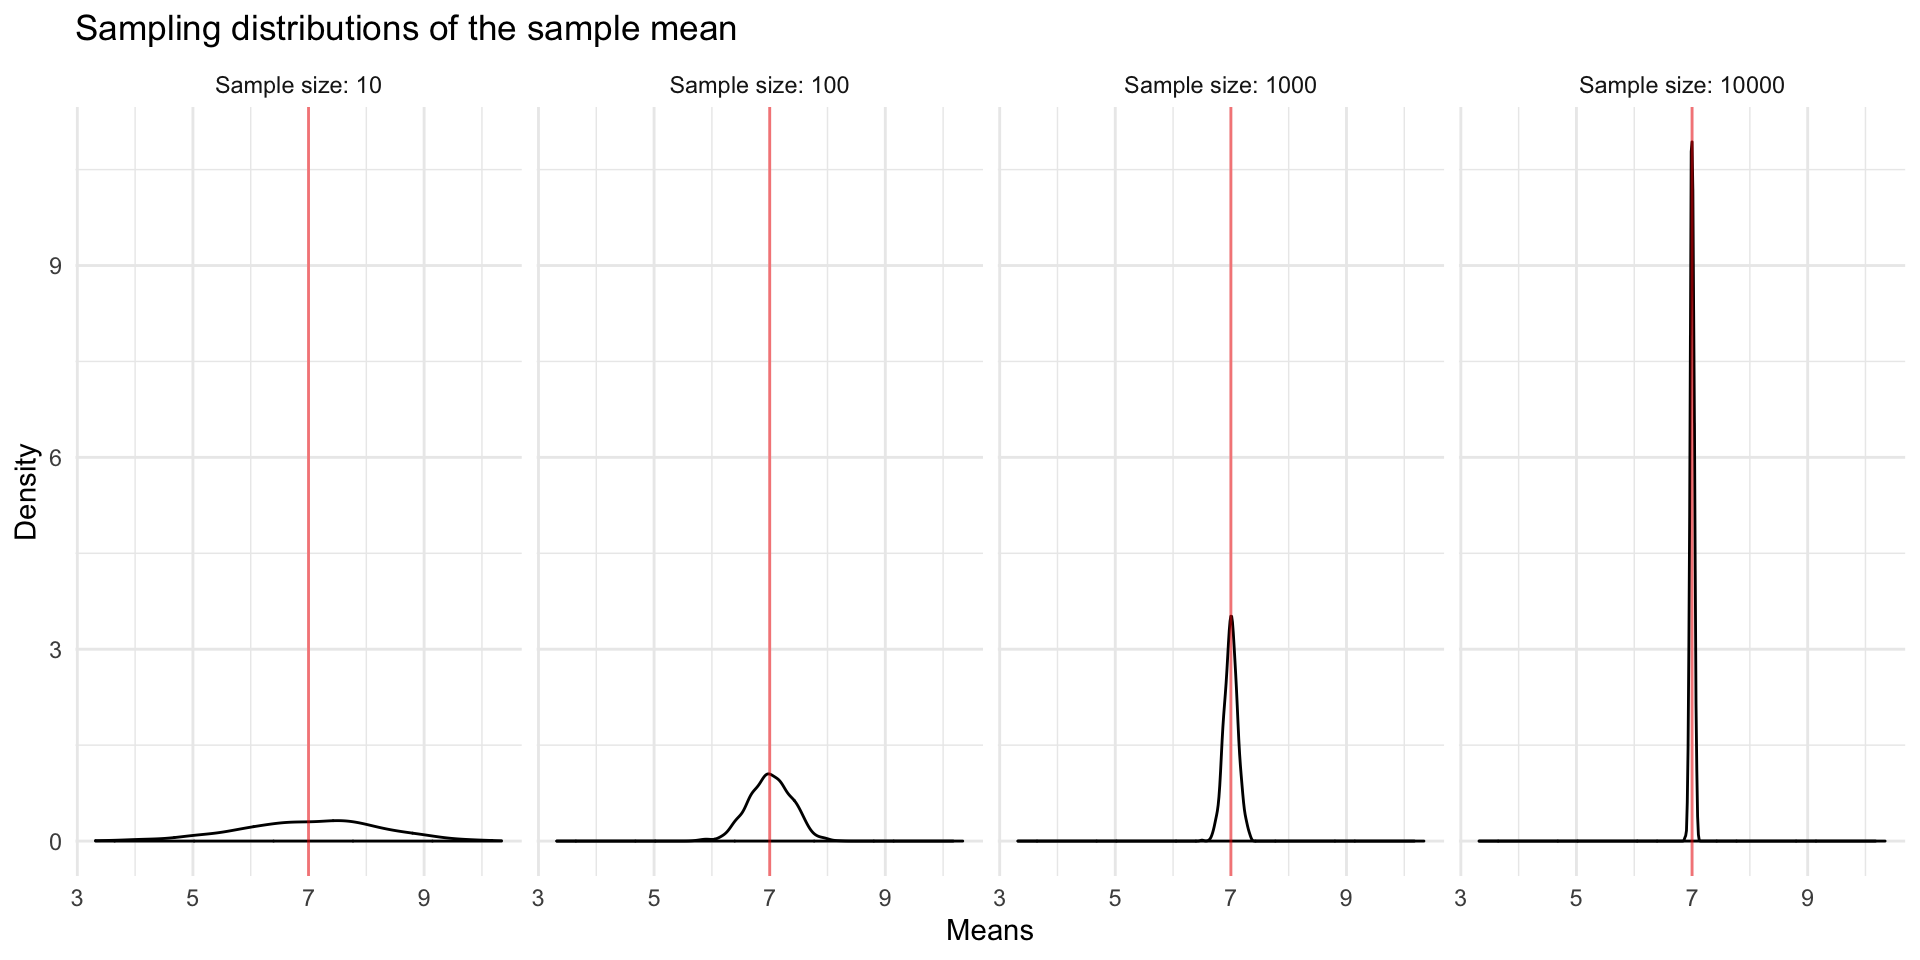 Sampling distributions of the sample mean
Sample size: 10
Sample size: 100
Sample size: 1000
Sample size: 10000
Density
9
6
3
0
3 5 7 9
3 5 7 9
3 5 7 9
3 5 7 9
Means